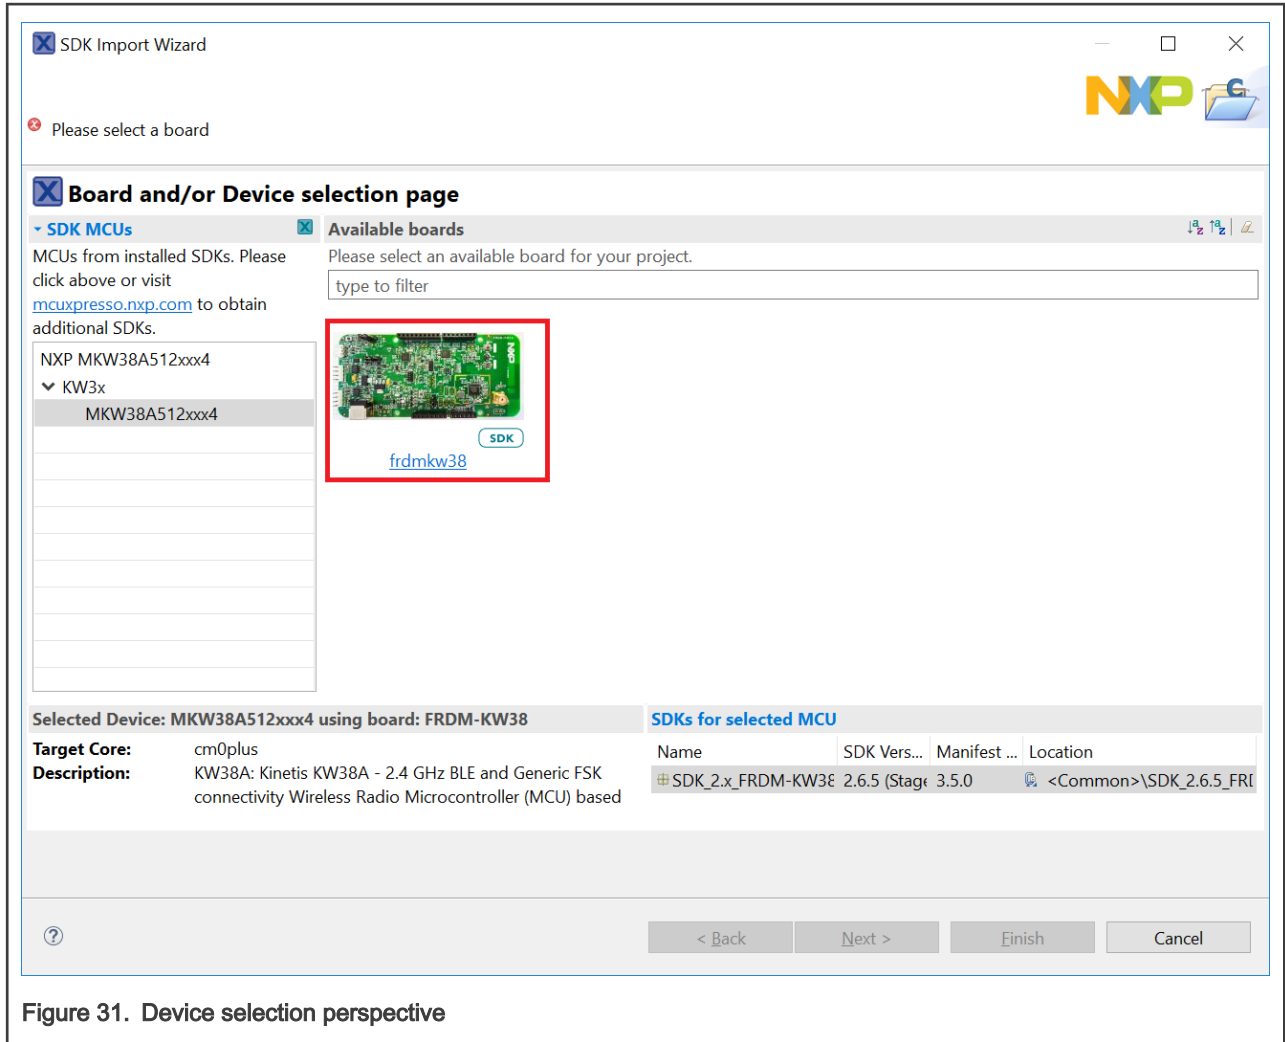 SDK Import Wizard
NXP
Please select a board
Board and/or Device selection page
SDK MCUs
MCUs from installed SDKs. Please
click above or visit
mcuxpresso.nxp.com to obtain
additional SDKs.
NXP MKW38A512xxx4
KW3x
MKW38A512xxx4
Available boards
Please select an available board for your project.
type to filter
NXP
SDK
frdmkw38
Selected Device: MKW38A512xxx4 using board: FRDM-KW38
Target Core: cm0plus
Description: KW38A: Kinetis KW38A - 2.4 GHz BLE and Generic FSK
connectivity Wireless Radio Microcontroller (MCU) based
SDKs for selected MCU
Name SDK Vers... Manifest ... Location
SDK_2.x_FRDM-KW38 2.6.5 (Stage 3.5.0 <Common>\SDK_2.6.5_FRI
< Back Next > Finish Cancel
Figure 31. Device selection perspective